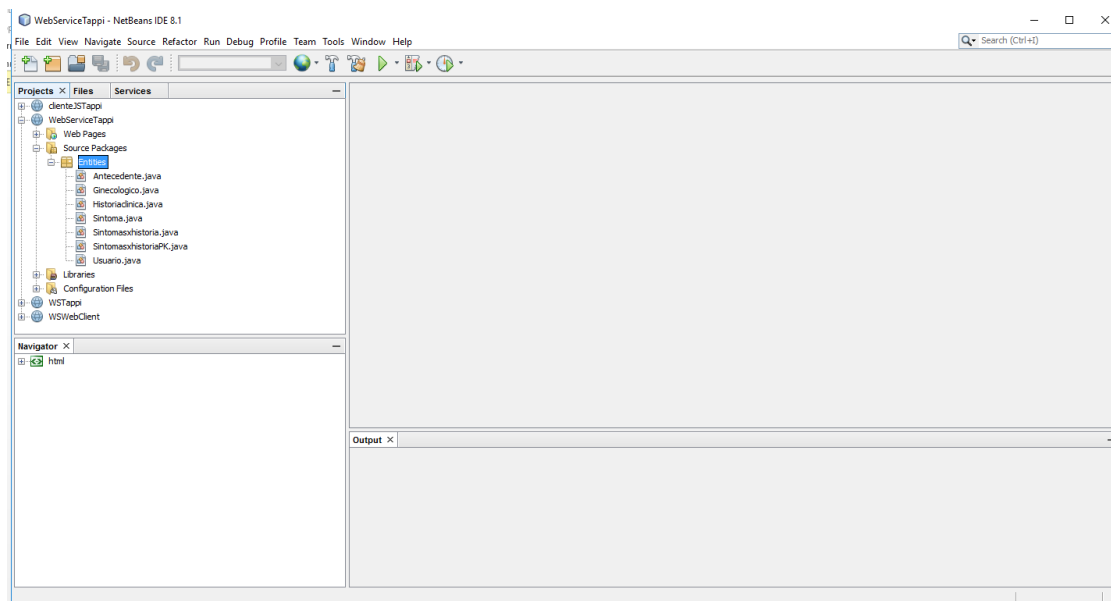 WebServiceTappi - NetBeans IDE 8.1
File Edit View Navigate Source Refactor Run Debug Profile Team Tools Window Help
Search (Ctrl+I)
Projects Files Services
clienteJSTappi
WebServiceTappi
Web Pages
Source Packages
Entities
Antecedente.java
Ginecologico.java
Historiaclinica.java
Sintoma.java
Sintomasxhistoria.java
SintomasxhistoriaPK.java
Usuario.java
Libraries
Configuration Files
WSTappi
WSWebClient
Navigator
html
Output